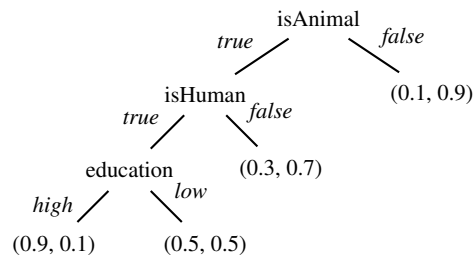 isAnimal
true false
isHuman (0.1, 0.9)
true false
education (0.3, 0.7)
high low
(0.9, 0.1) (0.5, 0.5)